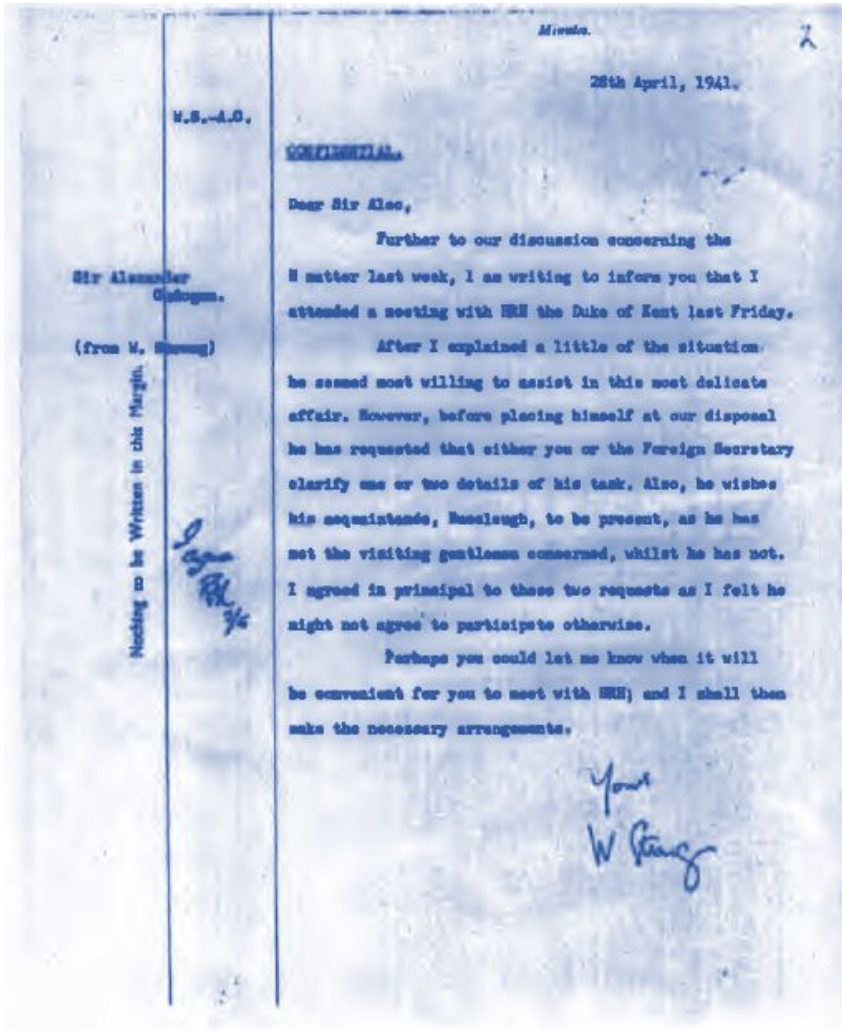 Minutes.
2
28th April, 1941.
W.S.-A.C.
CONFIDENTIAL.
Dear Sir Alec,
Further to our discussion concerning the
matter last week, I am writing to inform you that I
attended a meeting with HRH the Duke of Kent last Friday.
Sir Alexander
Cadogan.
After I explained a little of the situation
(from W. Strang)
he seemed most willing to assist in this most delicate
affair. However, before placing himself at our disposal
he has requested that either you or the Foreign Secretary
clarify one or two details of his task. Also, he wishes
his acquaintance, Buccleugh, to be present, as he has
met the visiting gentleman concerned, whilst he has not.
I agreed in principal to these two requests as I felt he
might not agree to participate otherwise.
Nothing to be Written in this Margin.
Perhaps you could let me know when it will
be convenient for you to meet with HRH; and I shall then
make the necessary arrangements.
Yours
W Strang